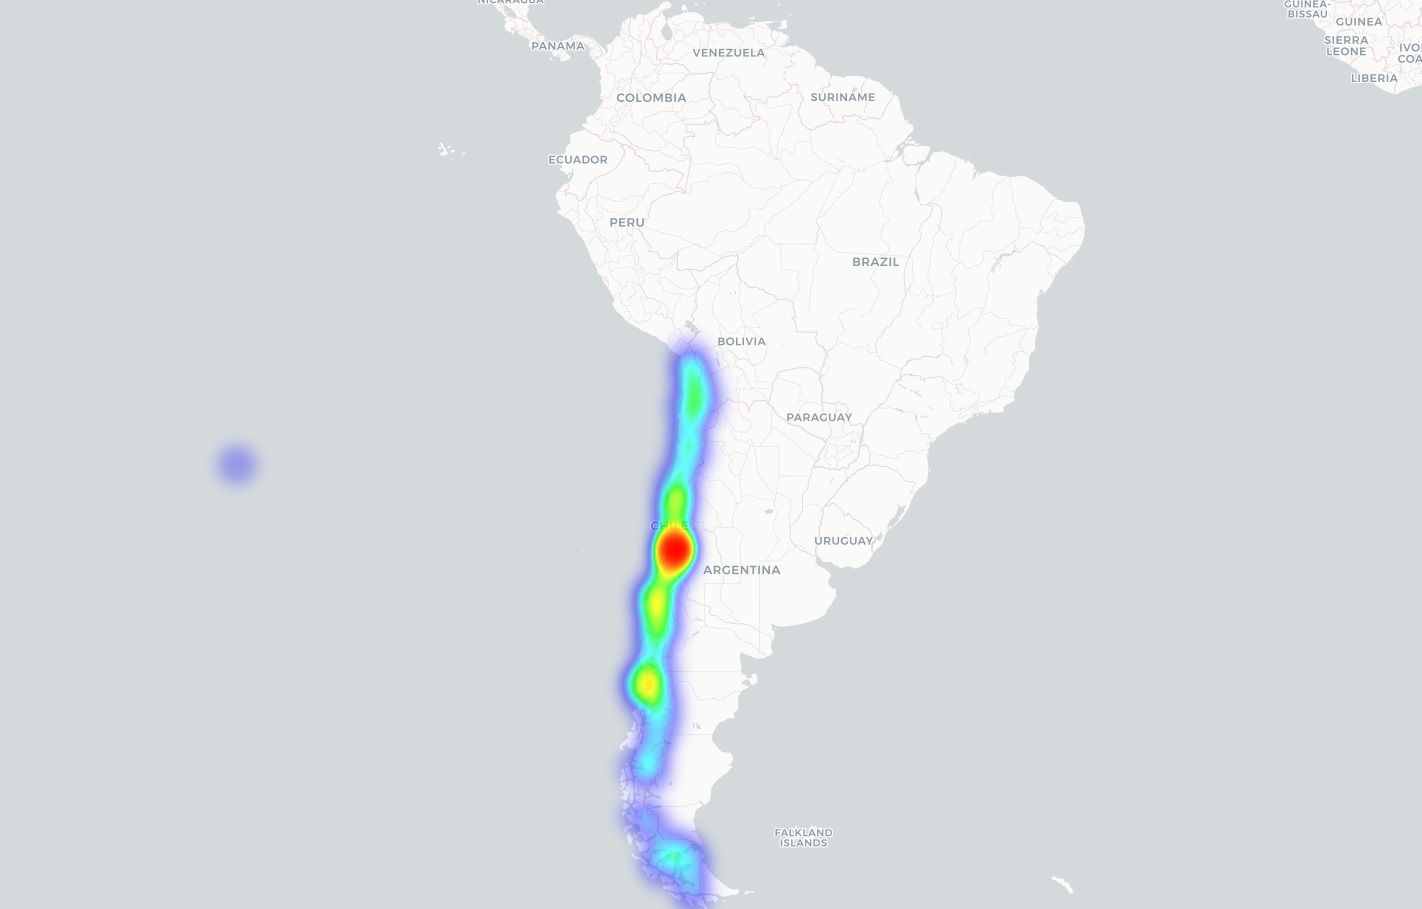 NICARAGUA
PANAMA
VENEZUELA
COLOMBIA
SURINAME
ECUADOR
PERU
BRAZIL
BOLIVIA
PARAGUAY
CHILE
URUGUAY
ARGENTINA
FALKLAND
ISLANDS
GUINEA-
BISSAU
GUINEA
SIERRA
LEONE
IVO
COA
LIBERIA